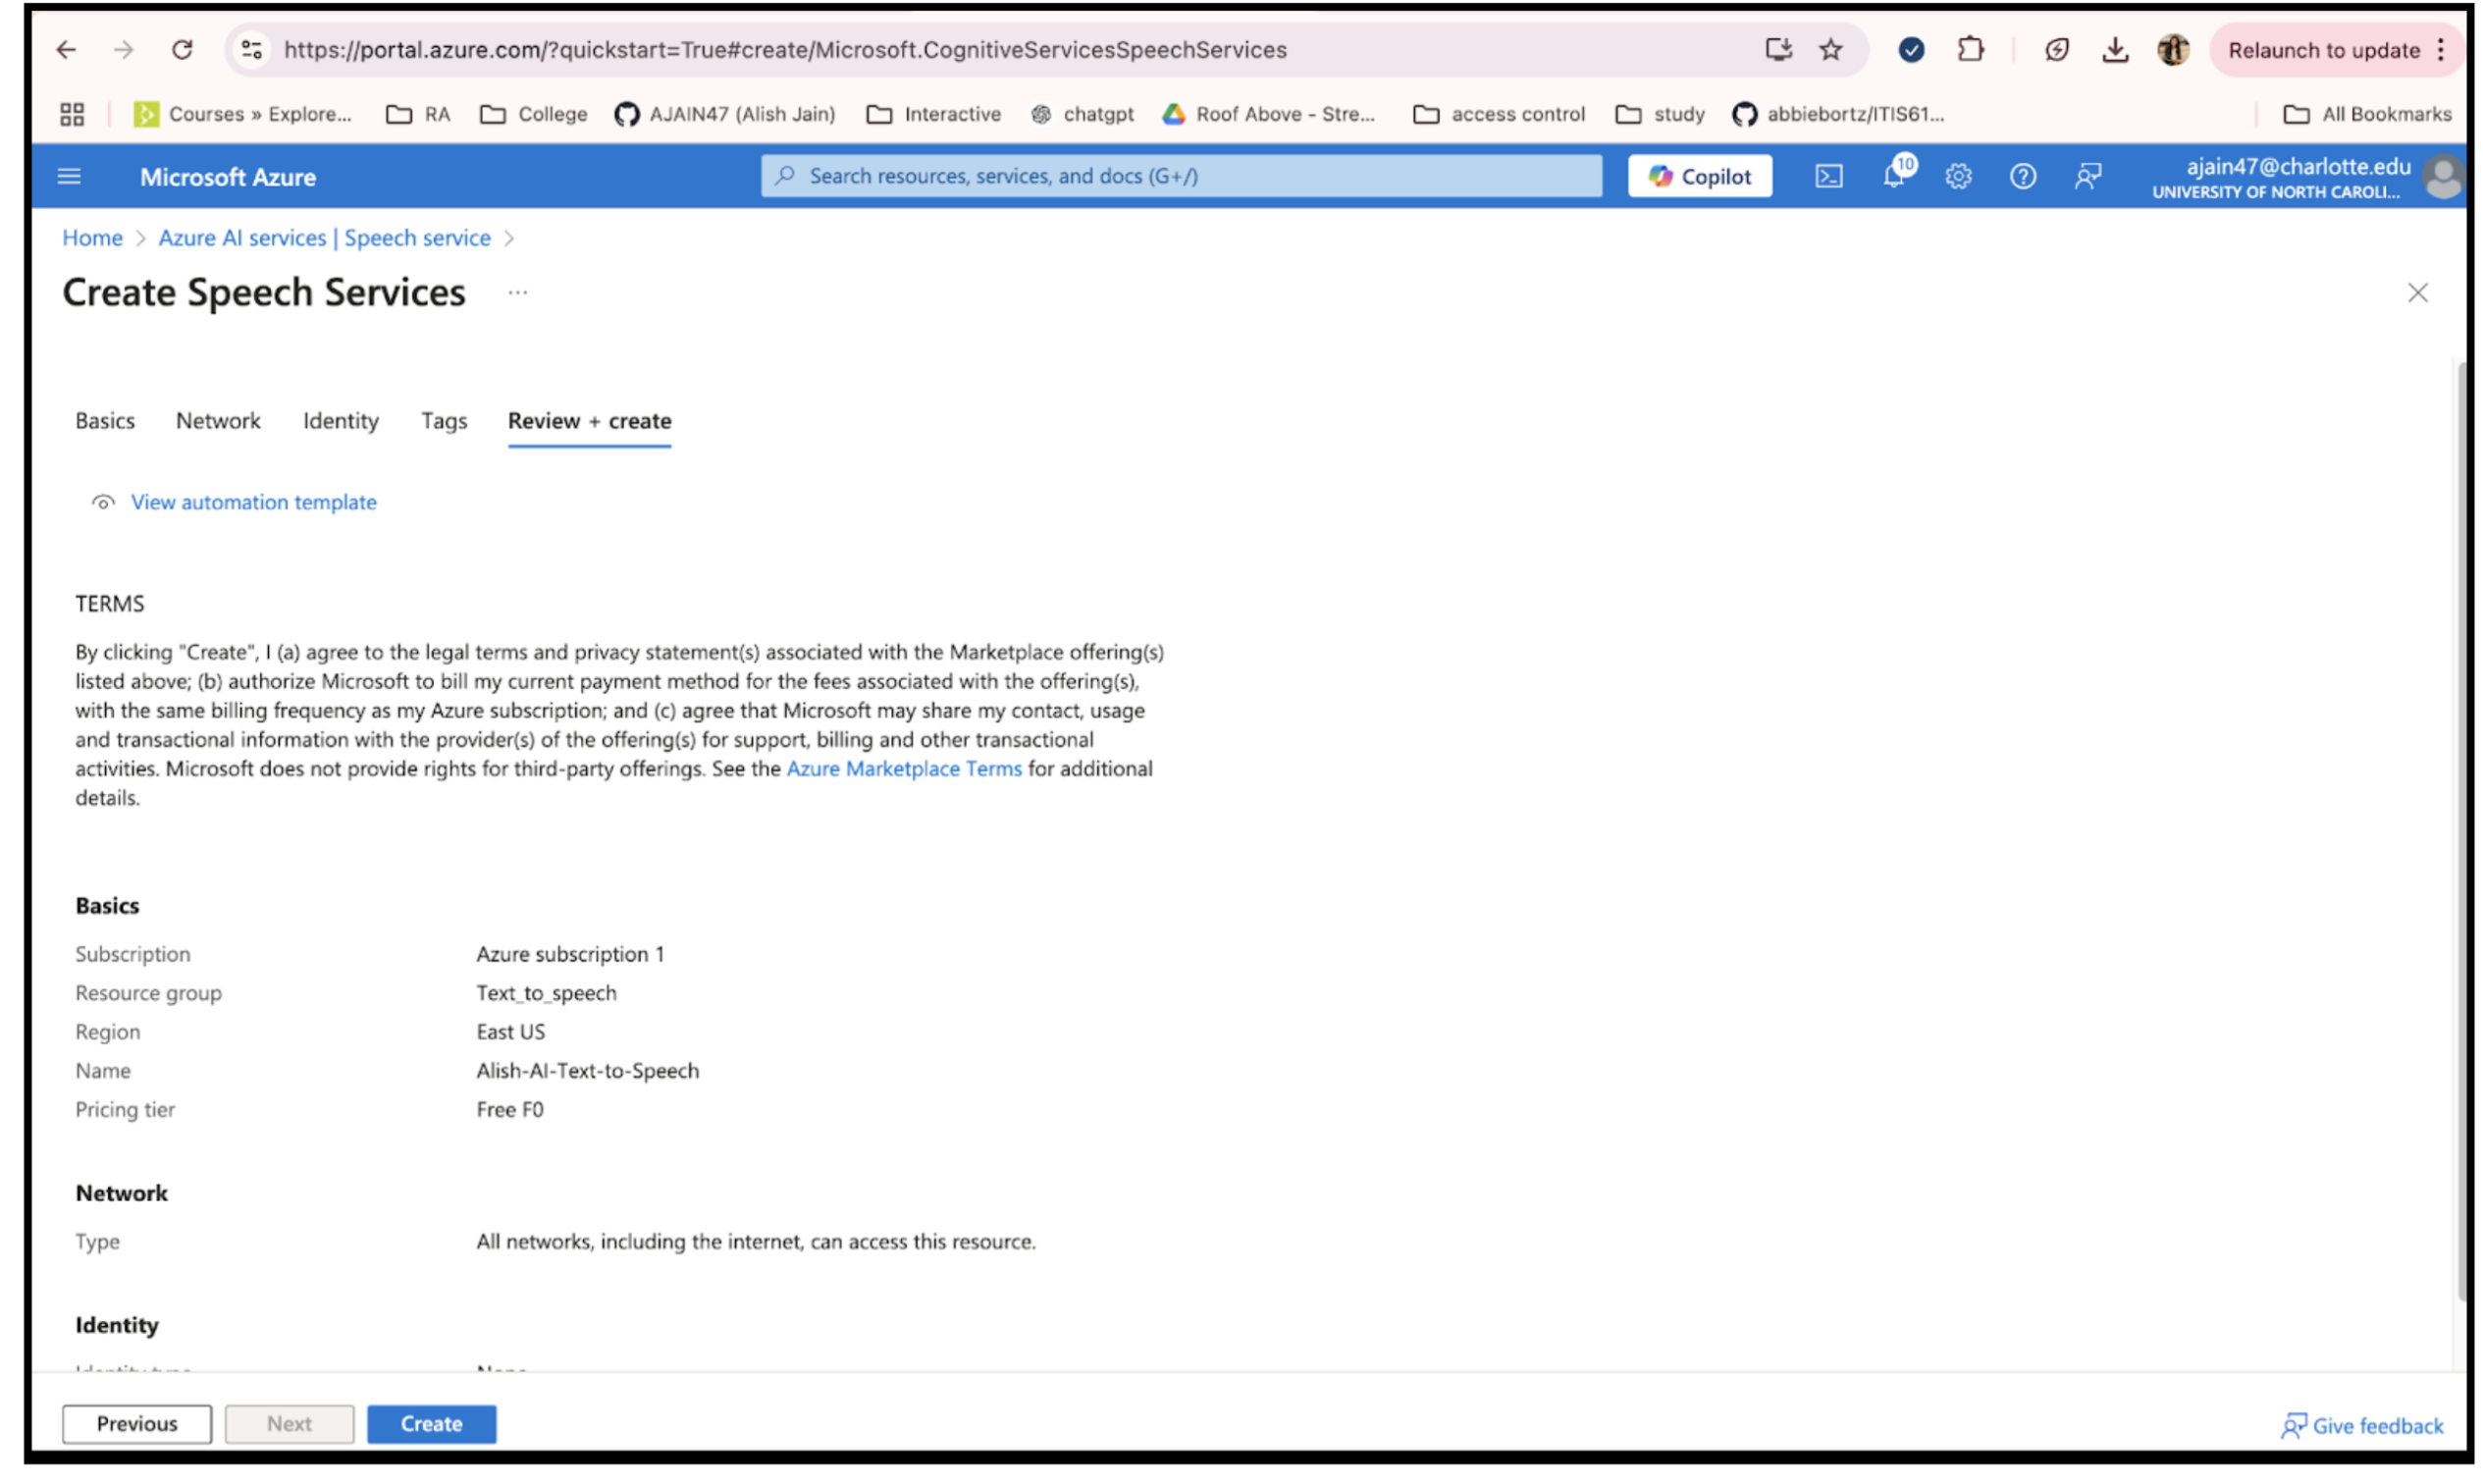 https://portal.azure.com/?quickstart=True#create/Microsoft.CognitiveServicesSpeechServices
Relaunch to update
Courses » Explore... RA College AJAIN47 (Alish Jain) Interactive chatgpt Roof Above - Stre... access control study abbiebortz/ITIS61... All Bookmarks
Microsoft Azure Search resources, services, and docs (G+/) Copilot 10 ajain47@charlotte.edu
UNIVERSITY OF NORTH CAROLI...
Home > Azure AI services | Speech service >
Create Speech Services ...
Basics Network Identity Tags Review + create
View automation template
TERMS
By clicking "Create", I (a) agree to the legal terms and privacy statement(s) associated with the Marketplace offering(s)
listed above; (b) authorize Microsoft to bill my current payment method for the fees associated with the offering(s),
with the same billing frequency as my Azure subscription; and (c) agree that Microsoft may share my contact, usage
and transactional information with the provider(s) of the offering(s) for support, billing and other transactional
activities. Microsoft does not provide rights for third-party offerings. See the Azure Marketplace Terms for additional
details.
Basics
Subscription Azure subscription 1
Resource group Text_to_speech
Region East US
Name Alish-AI-Text-to-Speech
Pricing tier Free F0
Network
Type All networks, including the internet, can access this resource.
Identity
Previous Next Create Give feedback